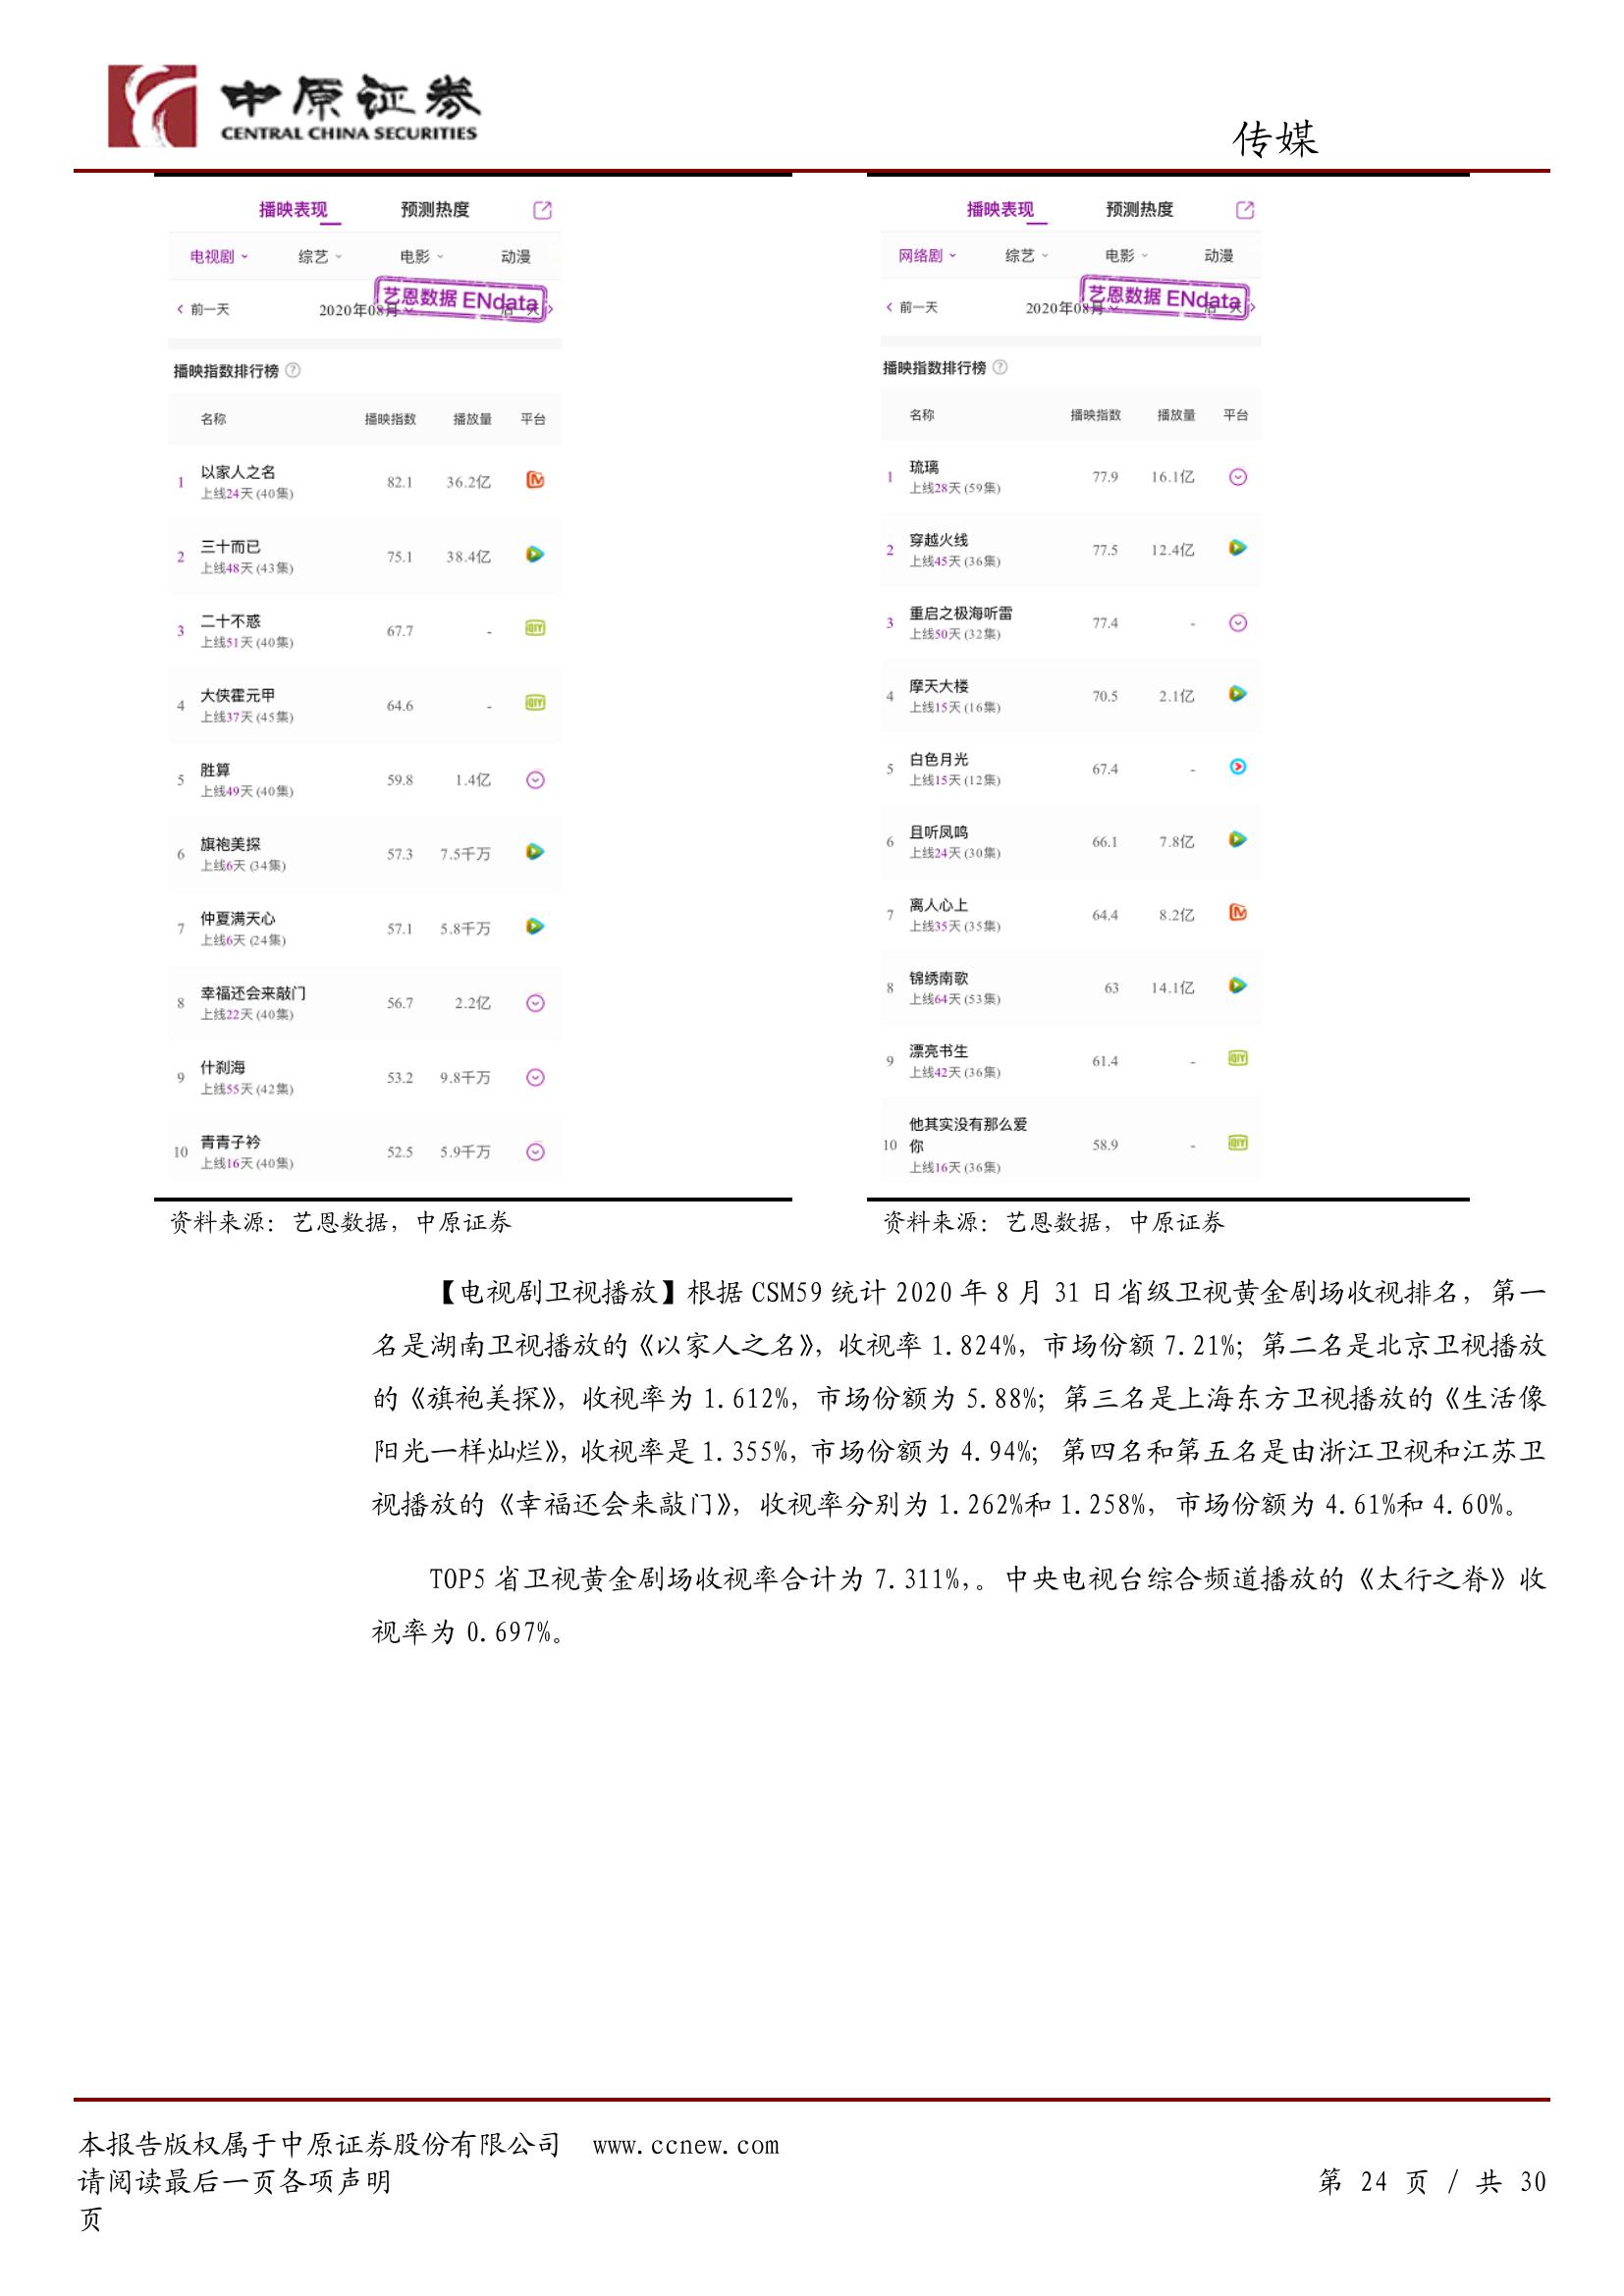 中原证券
CENTRAL CHINA SECURITIES
传媒
播映表现 预测热度
电视剧 综艺 电影 动漫
艺恩数据 ENdata
前一天 2020年08月
播映指数排行榜 ?
名称 播映指数 播放量 平台
1 以家人之名 82.1 36.2亿
上线24天 (40集)
2 三十而已 75.1 38.4亿
上线48天 (43集)
3 二十不惑 67.7 -
上线51天 (40集)
4 大侠霍元甲 64.6 -
上线37天 (45集)
5 胜算 59.8 1.4亿
上线49天 (40集)
6 旗袍美探 57.3 7.5千万
上线6天 (34集)
7 仲夏满天心 57.1 5.8千万
上线6天 (24集)
8 幸福还会来敲门 56.7 2.2亿
上线22天 (40集)
9 什刹海 53.2 9.8千万
上线55天 (42集)
10 青青子衿 52.5 5.9千万
上线16天 (40集)
资料来源：艺恩数据，中原证券
播映表现 预测热度
网络剧 综艺 电影 动漫
艺恩数据 ENdata
前一天 2020年08月
播映指数排行榜 ?
名称 播映指数 播放量 平台
1 琉璃 77.9 16.1亿
上线28天 (59集)
2 穿越火线 77.5 12.4亿
上线45天 (36集)
3 重启之极海听雷 77.4 -
上线50天 (32集)
4 摩天大楼 70.5 2.1亿
上线15天 (16集)
5 白色月光 67.4 -
上线15天 (12集)
6 且听凤鸣 66.1 7.8亿
上线24天 (30集)
7 离人心上 64.4 8.2亿
上线35天 (35集)
8 锦绣南歌 63 14.1亿
上线64天 (53集)
9 漂亮书生 61.4 -
上线42天 (36集)
他其实没有那么爱
10 你 58.9 -
上线16天 (36集)
资料来源：艺恩数据，中原证券
【电视剧卫视播放】根据 CSM59 统计 2020 年 8 月 31 日省级卫视黄金剧场收视排名，第一
名是湖南卫视播放的《以家人之名》，收视率 1.824%，市场份额 7.21%；第二名是北京卫视播放
的《旗袍美探》，收视率为 1.612%，市场份额为 5.88%；第三名是上海东方卫视播放的《生活像
阳光一样灿烂》，收视率是 1.355%，市场份额为 4.94%；第四名和第五名是由浙江卫视和江苏卫
视播放的《幸福还会来敲门》，收视率分别为 1.262%和 1.258%，市场份额为 4.61%和 4.60%。
TOP5 省卫视黄金剧场收视率合计为 7.311%，。中央电视台综合频道播放的《太行之脊》收
视率为 0.697%。
本报告版权属于中原证券股份有限公司 www.ccnew.com
请阅读最后一页各项声明 第 24 页 / 共 30
页